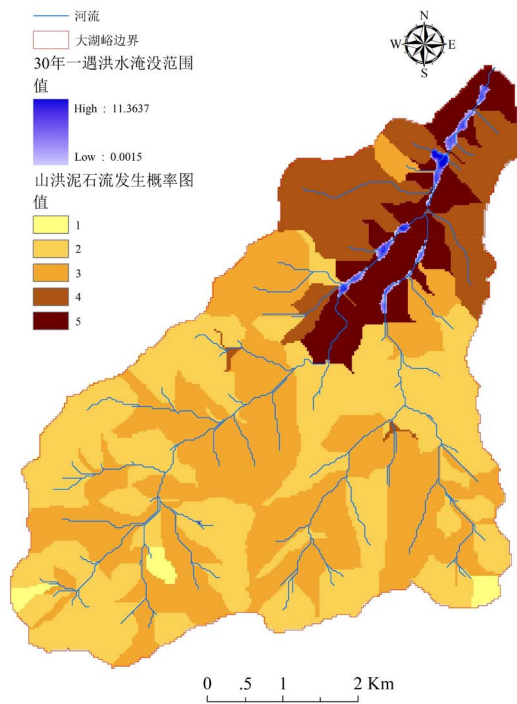 河流
大湖峪边界
30年一遇洪水淹没范围
值
High : 11.3637
Low : 0.0015
山洪泥石流发生概率图
值
1
2
3
4
5
N
W E
S
0 .5 1 2 Km